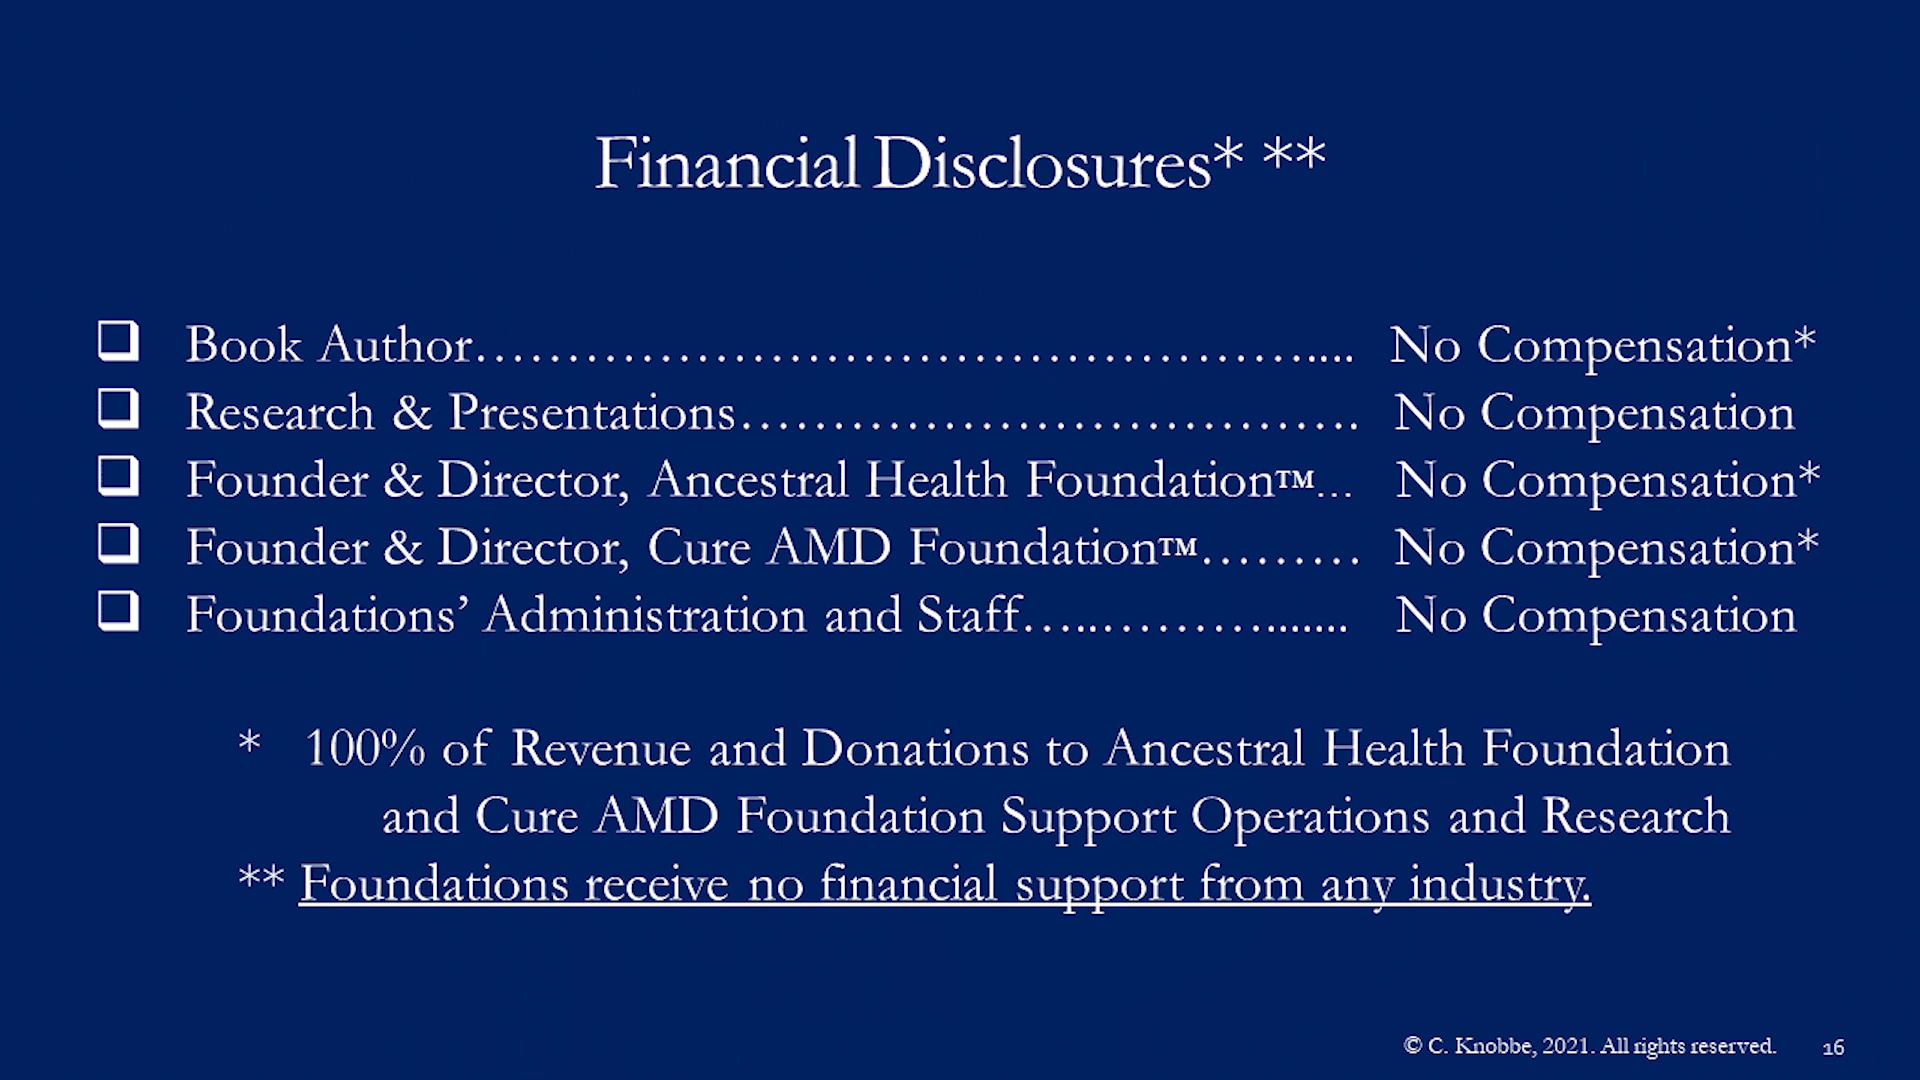 Financial Disclosures* **
❑ Book Author……………………………………………….... No Compensation*
❑ Research & Presentations……………………………………. No Compensation
❑ Founder & Director, Ancestral Health Foundation™… No Compensation*
❑ Founder & Director, Cure AMD Foundation™……… No Compensation*
❑ Foundations’ Administration and Staff…..………....... No Compensation
* 100% of Revenue and Donations to Ancestral Health Foundation
and Cure AMD Foundation Support Operations and Research
** Foundations receive no financial support from any industry.
© C. Knobbe, 2021. All rights reserved. 16